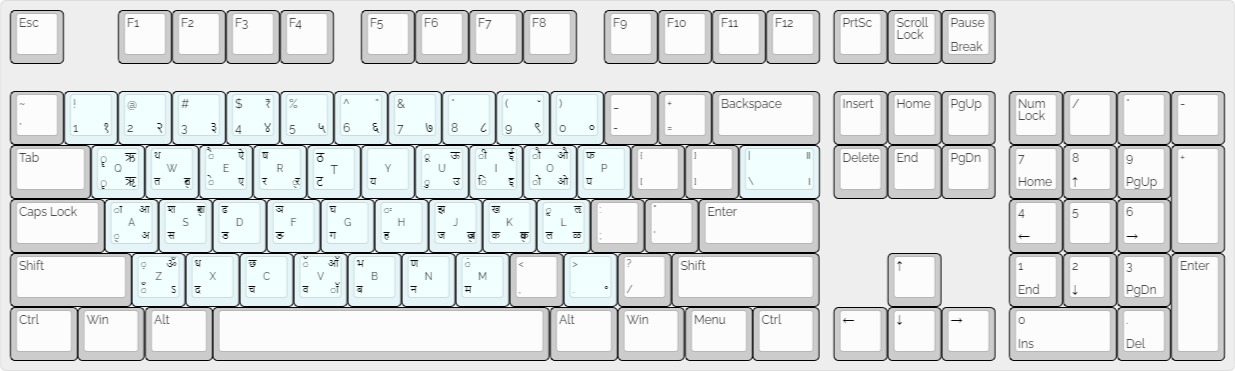 Esc F1 F2 F3 F4 F5 F6 F7 F8 F9 F10 F11 F12 PrtSc Scroll Lock Pause Break
~ ` ! 1 १ @ 2 २ # 3 ३ $ ₹ 4 ४ % 5 ५ ^ 6 ६ & 7 ७ * 8 ८ ( 9 ९ ) 0 ० _ - + = Backspace Insert Home PgUp Num Lock / * -
Tab Q ऋ W थ त R ष र T ठ ट Y य U ऊ उ I ई ि इ O ओ P फ प { [ } ] | ॥ \ । Delete End PgDn 7 Home 8 ↑ 9 PgUp +
Caps Lock A ा आ अ S श स D ढ ड F ञ ङ G घ ग H ः ह J झ ज K ख क L ल ळ : ; " ' Enter 4 ← 5 6 →
Shift Z ॐ ऽ X ध द C छ च V ऑ व ॉ B भ ब N ण न M म < , > . ? / Shift ↑ 1 End 2 ↓ 3 PgDn Enter
Ctrl Win Alt Alt Win Menu Ctrl ← ↓ → 0 Ins . Del